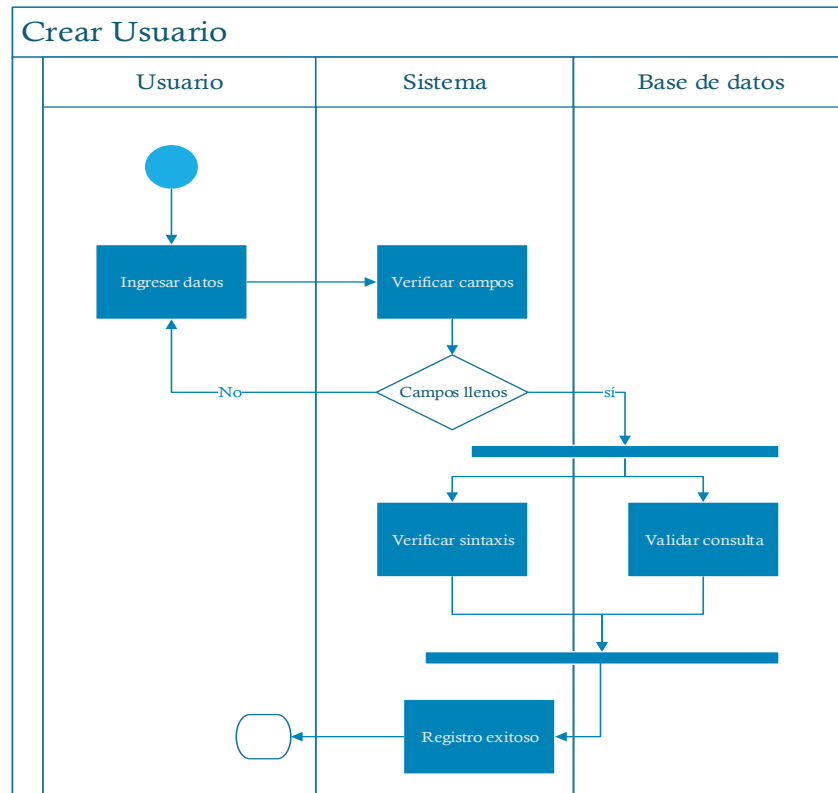 Crear Usuario
Usuario
Sistema
Base de datos
Ingresar datos
Verificar campos
Campos llenos
No
sí
Verificar sintaxis
Validar consulta
Registro exitoso